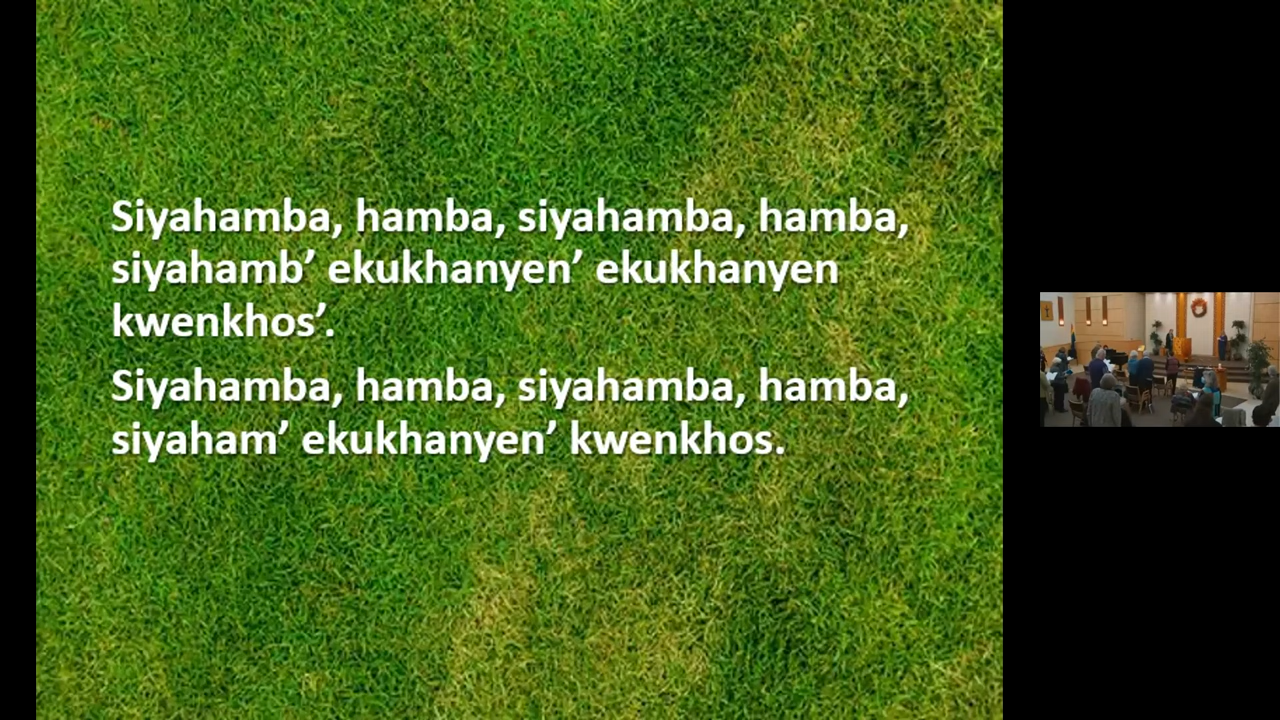 Siyahamba, hamba, siyahamba, hamba,
siyahamb’ ekukhanyen’ ekukhanyen
kwenkhos’.
Siyahamba, hamba, siyahamba, hamba,
siyaham’ ekukhanyen’ kwenkhos.